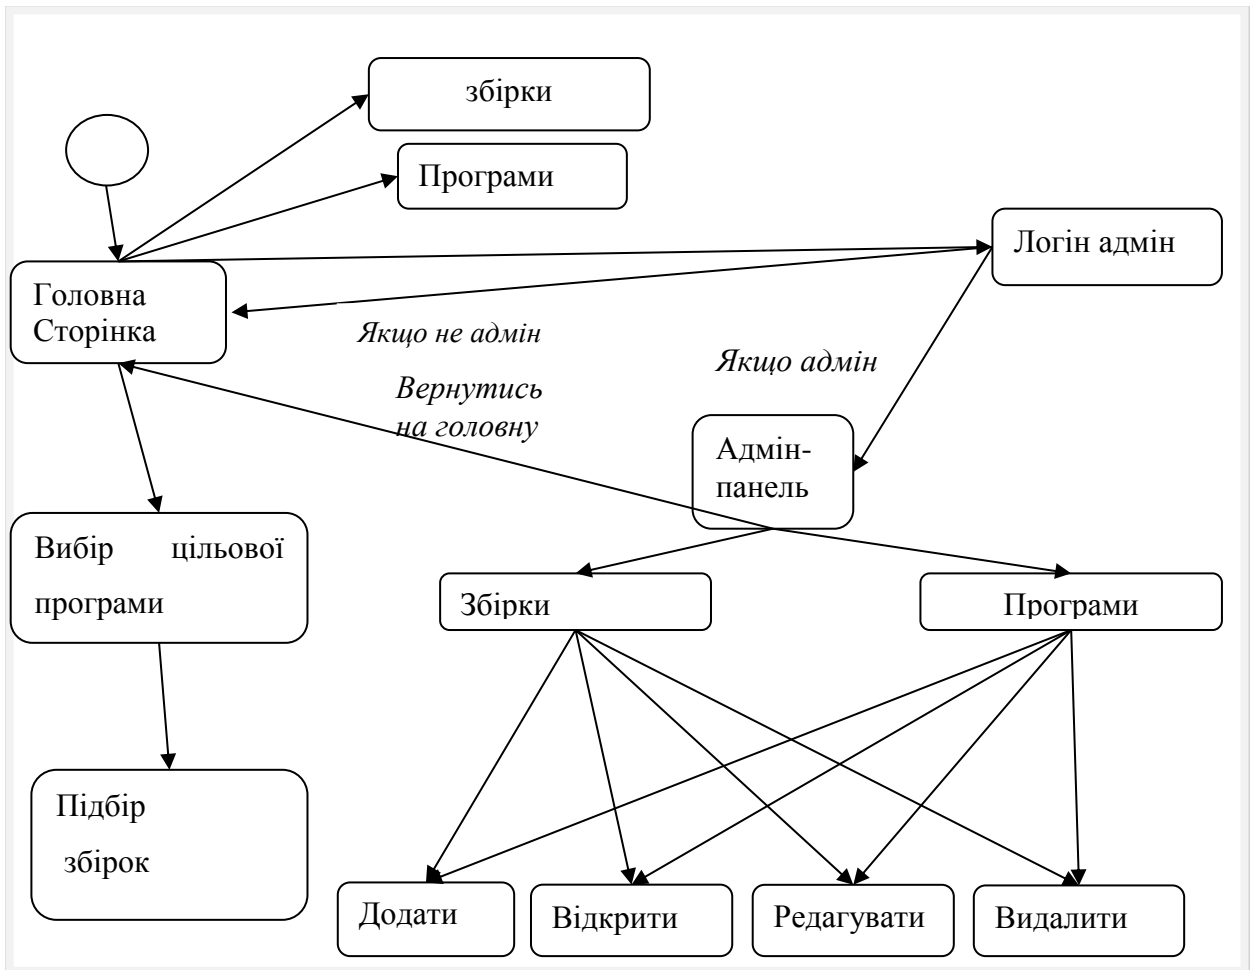 збірки
Програми
Логін адмін
Головна
Сторінка
Якщо не адмін
Якщо адмін
Вернутись
на головну
Адмін-
панель
Вибір цільової
програми
Збірки
Програми
Підбір
збірок
Додати
Відкрити
Редагувати
Видалити